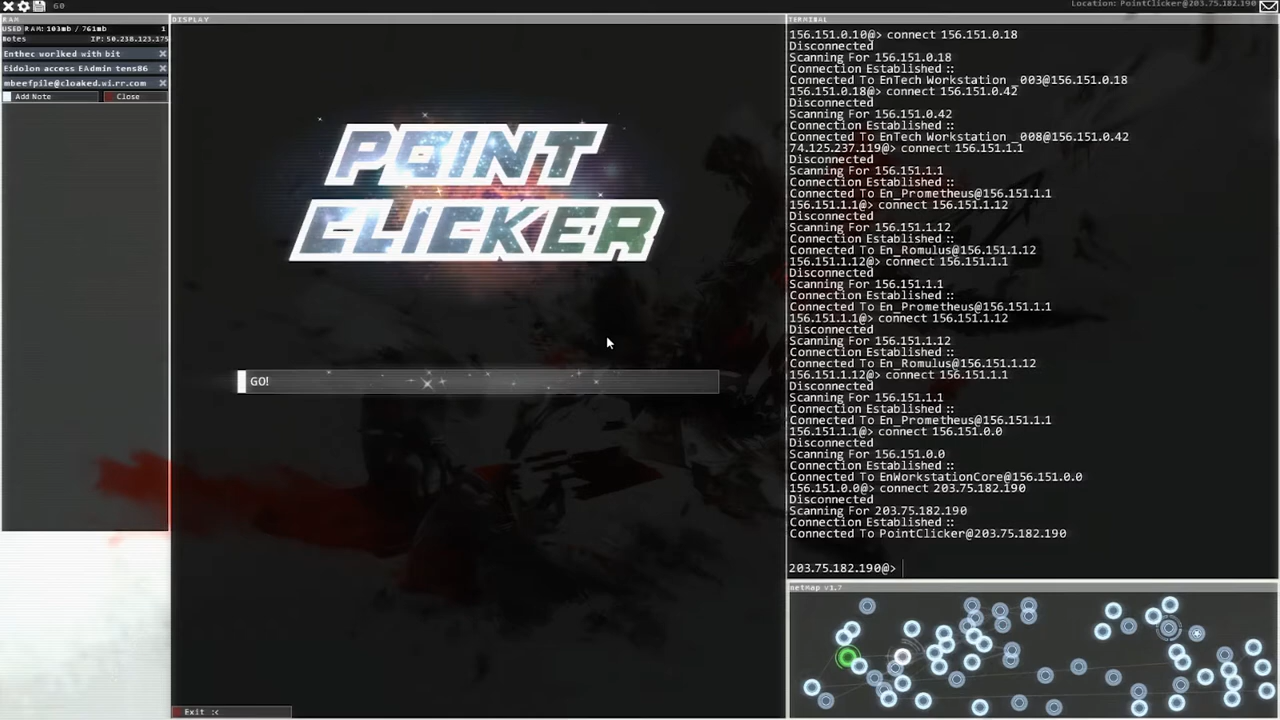 60
Location: PointClicker@203.75.182.190
RAM
USED RAM: 103mb / 761mb 1
Notes IP: 50.238.123.175
Enthec worlked with bit
Eidolon access EAdmin tens86
mbeefpile@cloaked.wi.rr.com
Add Note Close
DISPLAY
POINT
CLICKER
GO!
Exit :<
TERMINAL
156.151.0.10@> connect 156.151.0.18
Disconnected
Scanning For 156.151.0.18
Connection Established ::
Connected To EnTech Workstation _003@156.151.0.18
156.151.0.18@> connect 156.151.0.42
Disconnected
Scanning For 156.151.0.42
Connection Established ::
Connected To EnTech Workstation _008@156.151.0.42
74.125.237.119@> connect 156.151.1.1
Disconnected
Scanning For 156.151.1.1
Connection Established ::
Connected To En_Prometheus@156.151.1.1
156.151.1.1@> connect 156.151.1.12
Disconnected
Scanning For 156.151.1.12
Connection Established ::
Connected To En_Romulus@156.151.1.12
156.151.1.12@> connect 156.151.1.1
Disconnected
Scanning For 156.151.1.1
Connection Established ::
Connected To En_Prometheus@156.151.1.1
156.151.1.1@> connect 156.151.1.12
Disconnected
Scanning For 156.151.1.12
Connection Established ::
Connected To En_Romulus@156.151.1.12
156.151.1.12@> connect 156.151.1.1
Disconnected
Scanning For 156.151.1.1
Connection Established ::
Connected To En_Prometheus@156.151.1.1
156.151.1.1@> connect 156.151.0.0
Disconnected
Scanning For 156.151.0.0
Connection Established ::
Connected To EnWorkstationCore@156.151.0.0
156.151.0.0@> connect 203.75.182.190
Disconnected
Scanning For 203.75.182.190
Connection Established ::
Connected To PointClicker@203.75.182.190
203.75.182.190@>
netMap v1.7